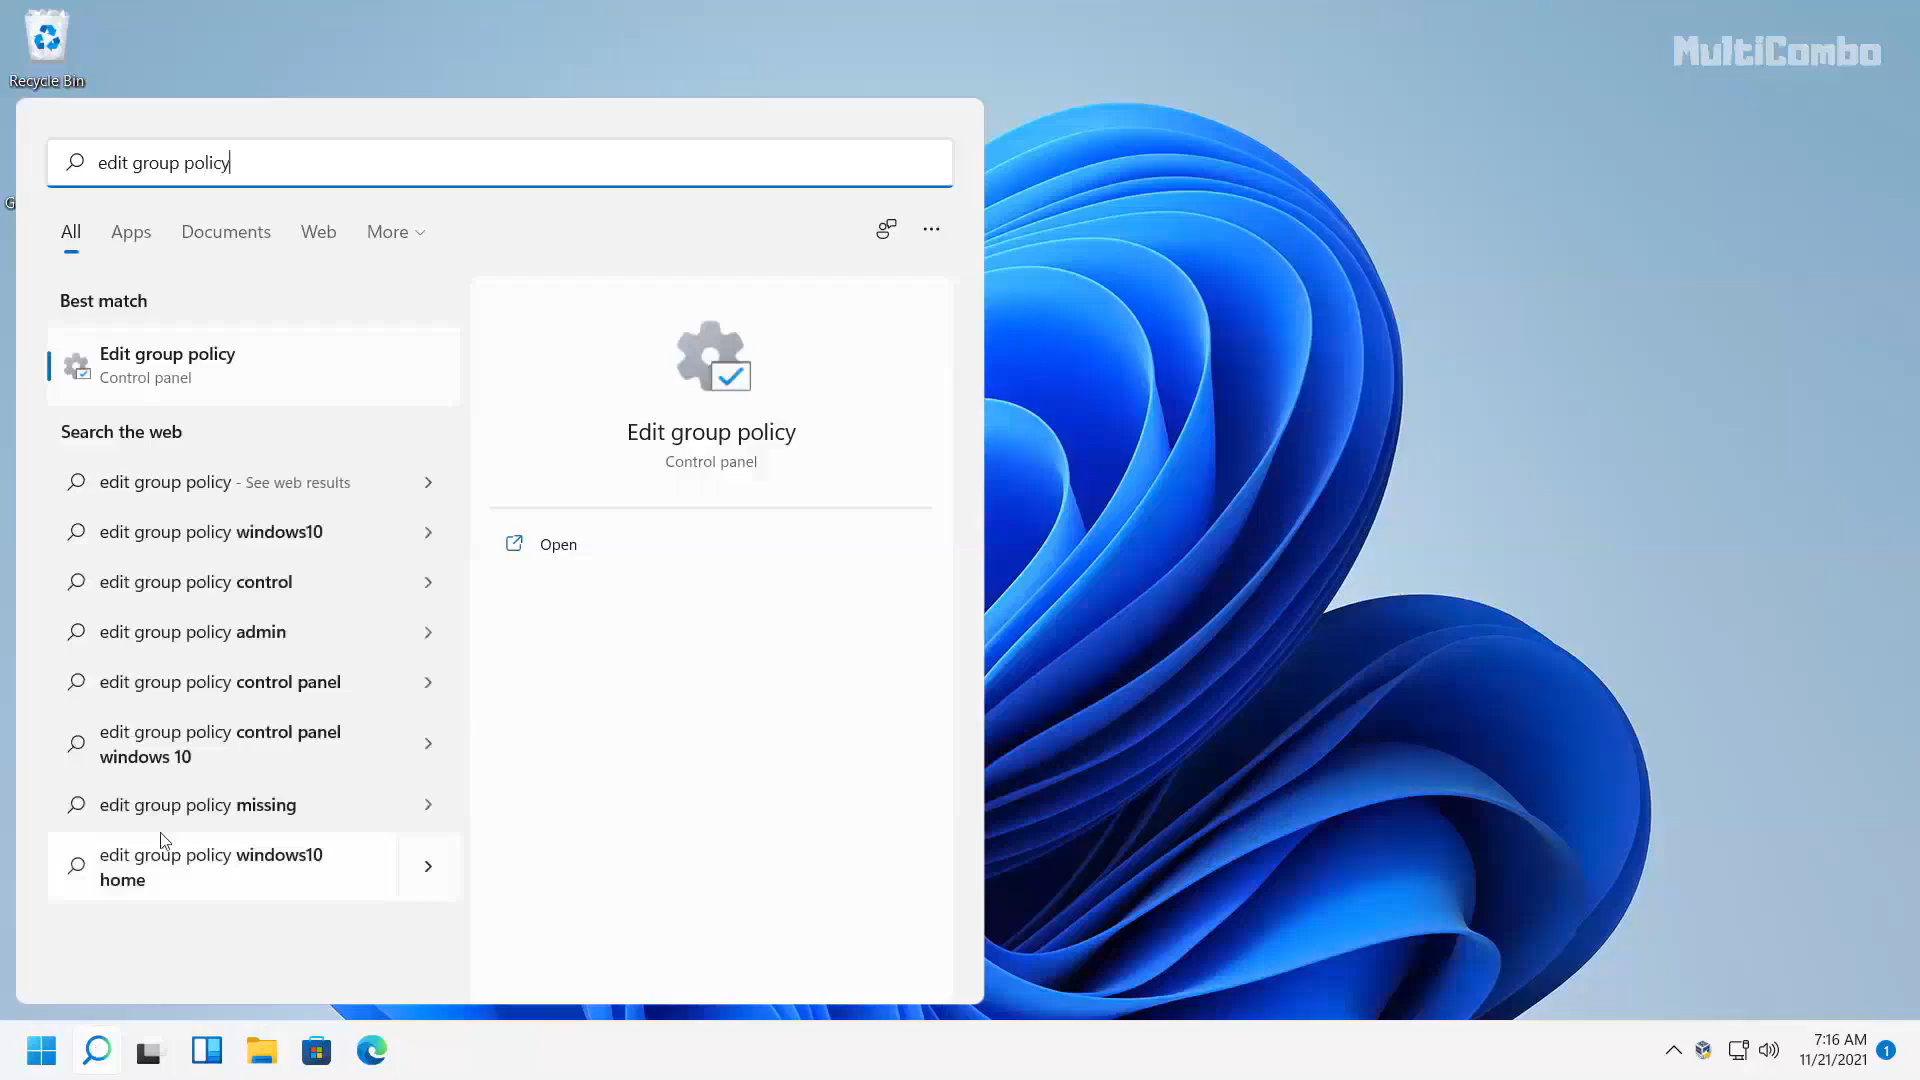 MultiCombo
Recycle Bin
G
edit group policy
All
Apps
Documents
Web
More
Best match
Edit group policy
Control panel
Search the web
edit group policy - See web results
edit group policy windows10
edit group policy control
edit group policy admin
edit group policy control panel
edit group policy control panel
windows 10
edit group policy missing
edit group policy windows10
home
Edit group policy
Control panel
Open
7:16 AM
11/21/2021
1